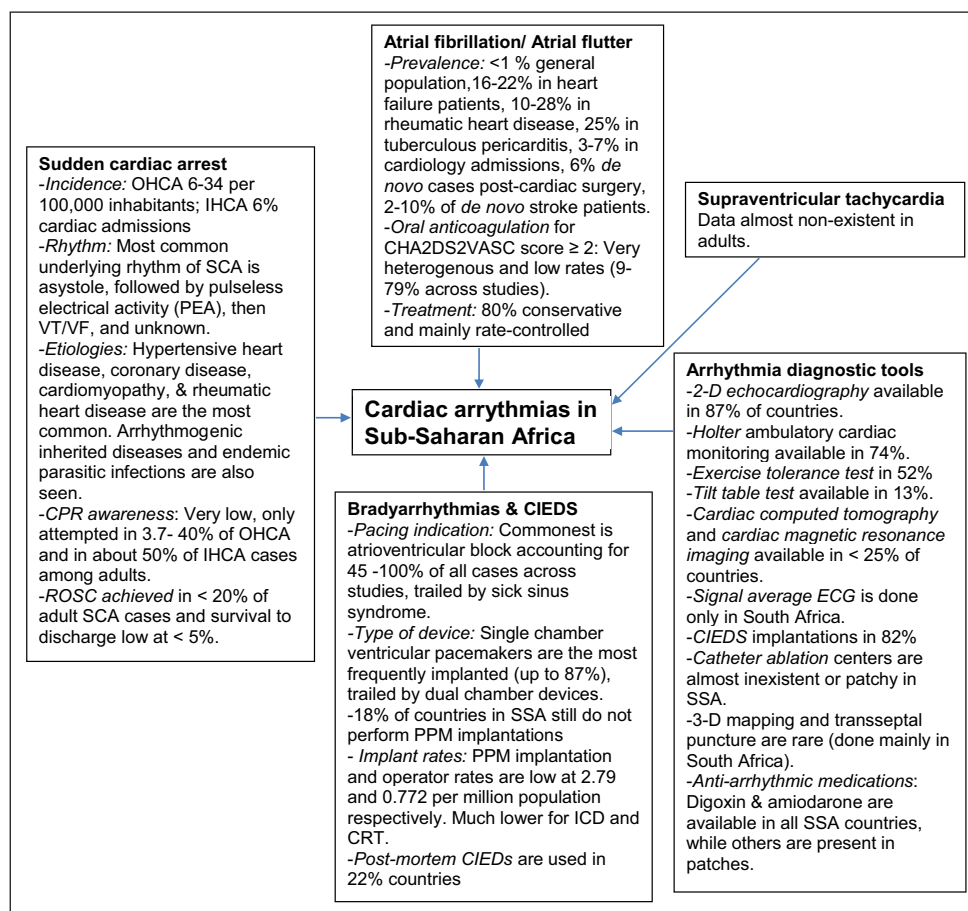 Atrial fibrillation/ Atrial flutter
-Prevalence: <1 % general
population,16-22% in heart
failure patients, 10-28% in
rheumatic heart disease, 25% in
tuberculous pericarditis, 3-7% in
cardiology admissions, 6% de
novo cases post-cardiac surgery,
2-10% of de novo stroke patients.
-Oral anticoagulation for
CHA2DS2VASC score ≥ 2: Very
heterogenous and low rates (9-
79% across studies).
-Treatment: 80% conservative
and mainly rate-controlled
Sudden cardiac arrest
-Incidence: OHCA 6-34 per
100,000 inhabitants; IHCA 6%
cardiac admissions
-Rhythm: Most common
underlying rhythm of SCA is
asystole, followed by pulseless
electrical activity (PEA), then
VT/VF, and unknown.
-Etiologies: Hypertensive heart
disease, coronary disease,
cardiomyopathy, & rheumatic
heart disease are the most
common. Arrhythmogenic
inherited diseases and endemic
parasitic infections are also
seen.
-CPR awareness: Very low, only
attempted in 3.7- 40% of OHCA
and in about 50% of IHCA cases
among adults.
-ROSC achieved in < 20% of
adult SCA cases and survival to
discharge low at < 5%.
Supraventricular tachycardia
Data almost non-existent in
adults.
Cardiac arrythmias in
Sub-Saharan Africa
Arrhythmia diagnostic tools
-2-D echocardiography available
in 87% of countries.
-Holter ambulatory cardiac
monitoring available in 74%.
-Exercise tolerance test in 52%
-Tilt table test available in 13%.
-Cardiac computed tomography
and cardiac magnetic resonance
imaging available in < 25% of
countries.
-Signal average ECG is done
only in South Africa.
-CIEDS implantations in 82%
-Catheter ablation centers are
almost inexistent or patchy in
SSA.
-3-D mapping and transseptal
puncture are rare (done mainly in
South Africa).
-Anti-arrhythmic medications:
Digoxin & amiodarone are
available in all SSA countries,
while others are present in
patches.
Bradyarrhythmias & CIEDS
-Pacing indication: Commonest is
atrioventricular block accounting for
45 -100% of all cases across
studies, trailed by sick sinus
syndrome.
-Type of device: Single chamber
ventricular pacemakers are the most
frequently implanted (up to 87%),
trailed by dual chamber devices.
-18% of countries in SSA still do not
perform PPM implantations
- Implant rates: PPM implantation
and operator rates are low at 2.79
and 0.772 per million population
respectively. Much lower for ICD and
CRT.
-Post-mortem CIEDs are used in
22% countries